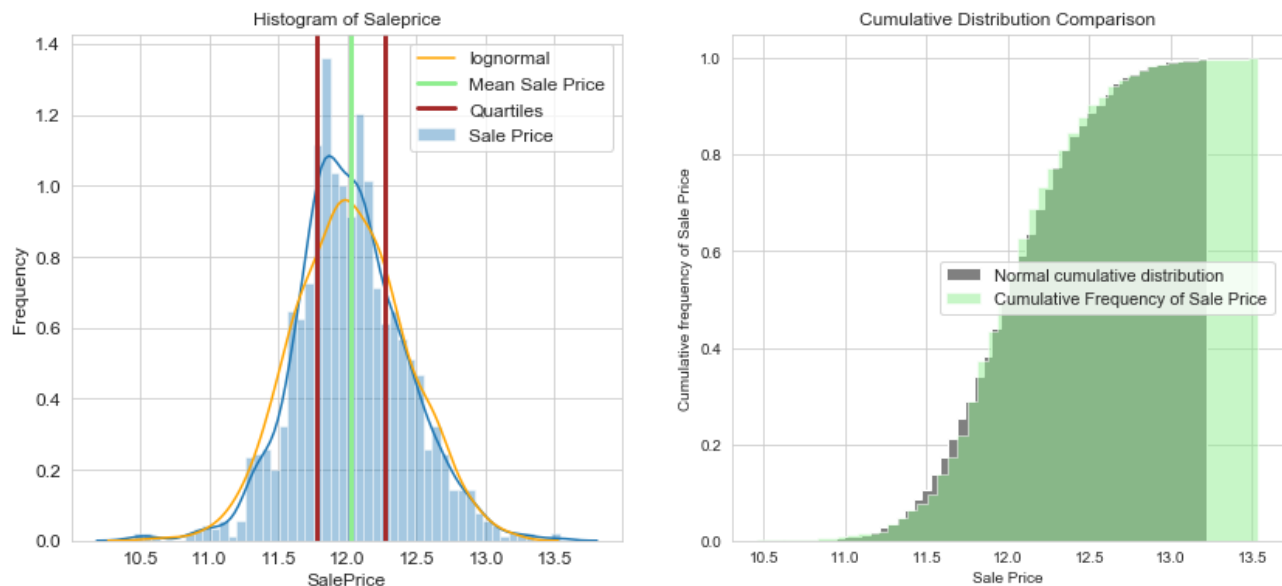 Histogram of Saleprice
1.4
1.2
1.0
0.8
0.6
0.4
0.2
0.0
Frequency
lognormal
Mean Sale Price
Quartiles
Sale Price
10.5 11.0 11.5 12.0 12.5 13.0 13.5
SalePrice
Cumulative Distribution Comparison
1.0
0.8
0.6
0.4
0.2
0.0
Cumulative frequency of Sale Price
Normal cumulative distribution
Cumulative Frequency of Sale Price
10.5 11.0 11.5 12.0 12.5 13.0 13.5
Sale Price